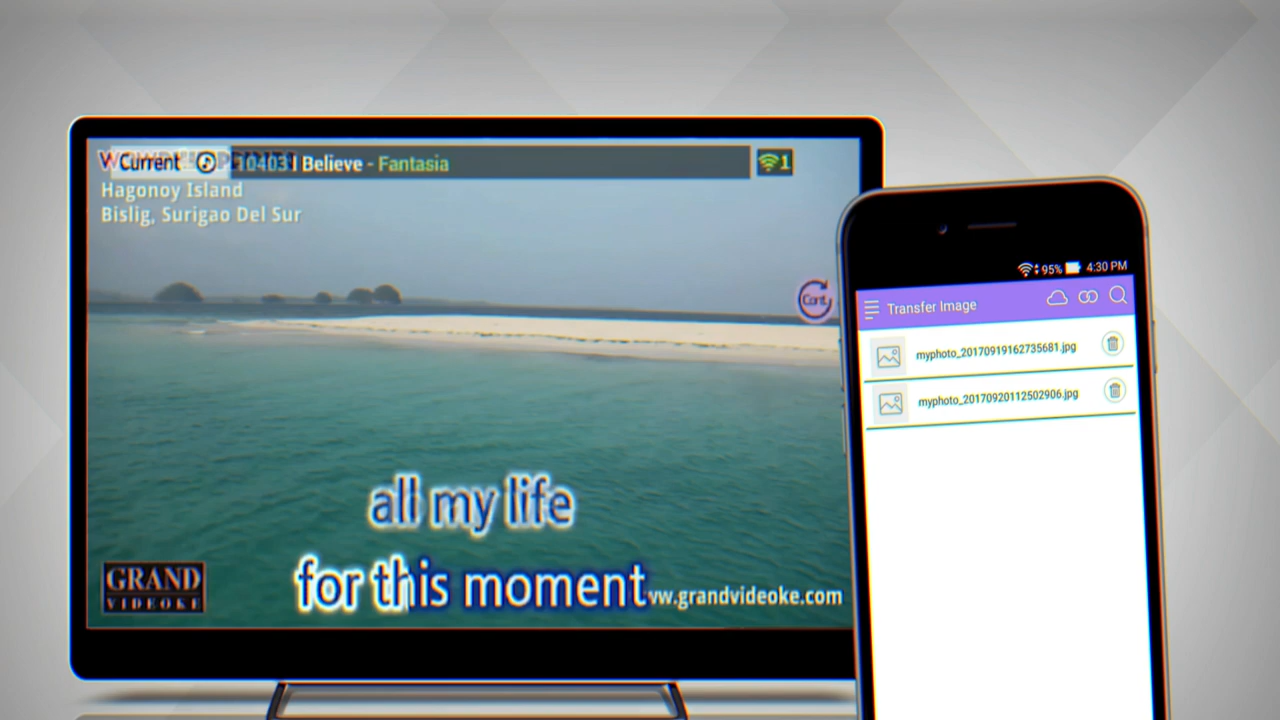 Current
10403 I Believe - Fantasia
1
Hagonoy Island
Bislig, Surigao Del Sur
Cont
all my life
for this moment
GRAND
VIDEOKE
ww.grandvideoke.com
95% 4:30 PM
Transfer Image
myphoto_20170919162735681.jpg
myphoto_20170920112502906.jpg